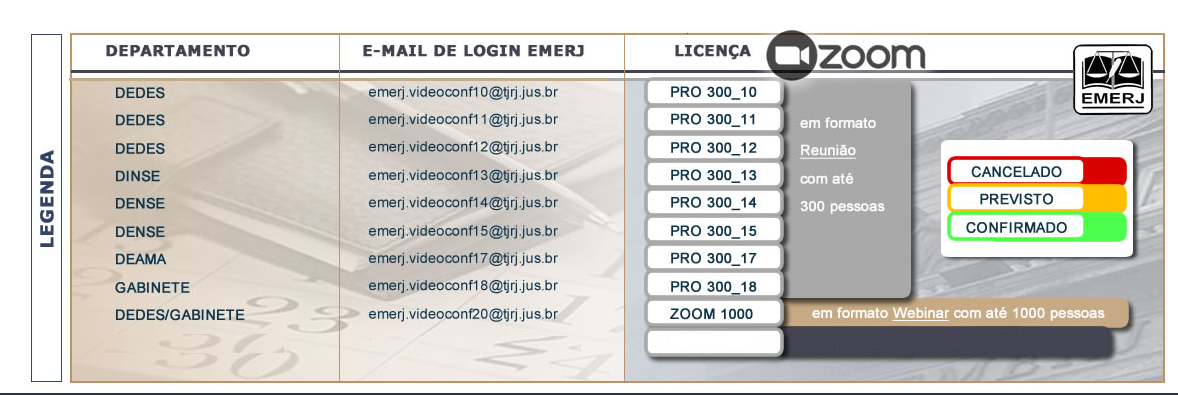 DEPARTAMENTO E-MAIL DE LOGIN EMERJ LICENÇA zoom
EMERJ
LEGENDA
DEDES emerj.videoconf10@tjrj.jus.br PRO 300_10
DEDES emerj.videoconf11@tjrj.jus.br PRO 300_11
DEDES emerj.videoconf12@tjrj.jus.br PRO 300_12
DINSE emerj.videoconf13@tjrj.jus.br PRO 300_13
DENSE emerj.videoconf14@tjrj.jus.br PRO 300_14
DENSE emerj.videoconf15@tjrj.jus.br PRO 300_15
DEAMA emerj.videoconf17@tjrj.jus.br PRO 300_17
GABINETE emerj.videoconf18@tjrj.jus.br PRO 300_18
DEDES/GABINETE emerj.videoconf20@tjrj.jus.br ZOOM 1000
em formato
Reunião
com até
300 pessoas
em formato Webinar com até 1000 pessoas
CANCELADO
PREVISTO
CONFIRMADO
23
30
24